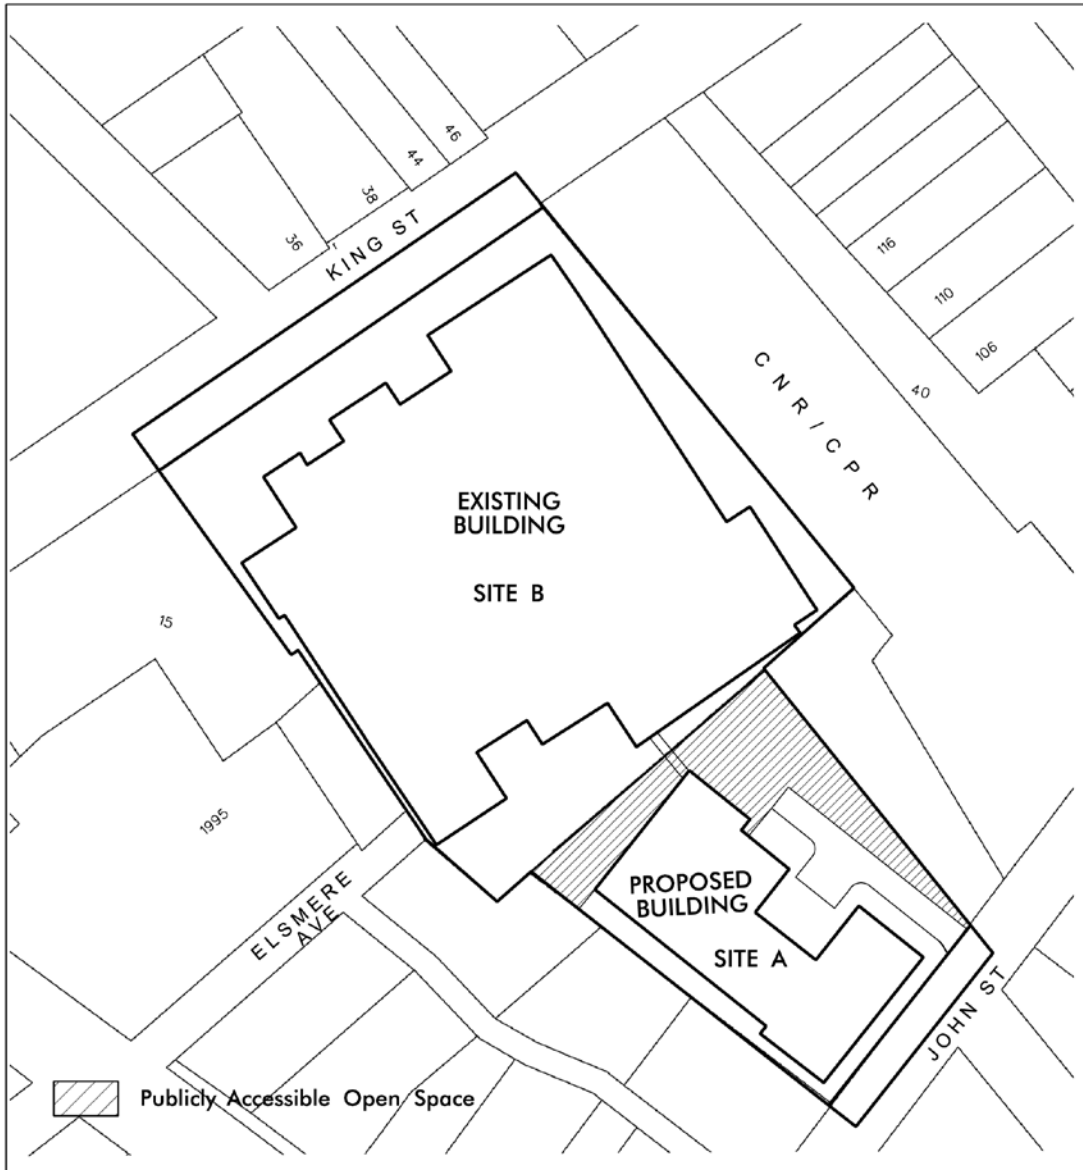 46
44
38
36
KING ST
116
110
106
40
CNR/CPR
EXISTING
BUILDING
SITE B
15
1995
ELSMERE
AVE
PROPOSED
BUILDING
SITE A
JOHN ST
Publicly Accessible Open Space